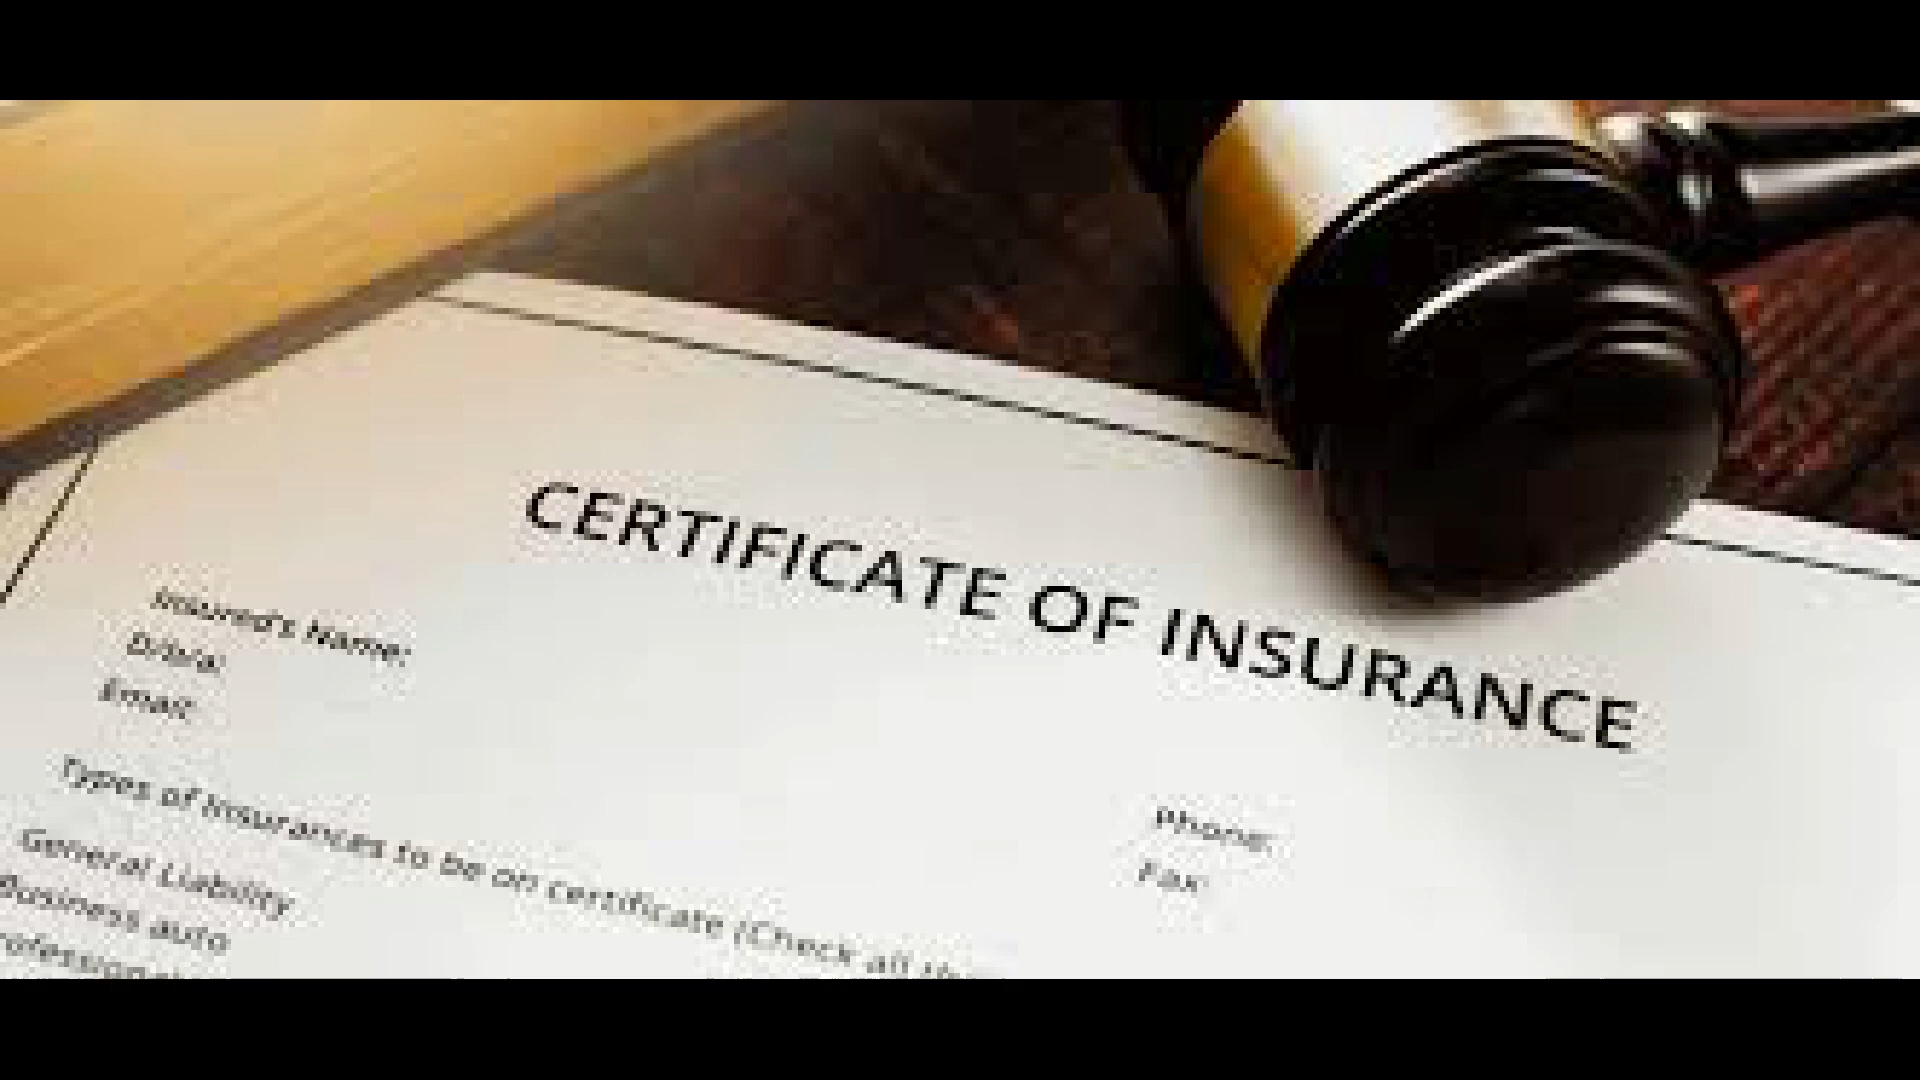 CERTIFICATE OF INSURANCE
Insured's Name:
D/b/a:
Email:
Phone:
Fax:
Types of Insurances to be on certificate (Check all
General Liability
Business auto